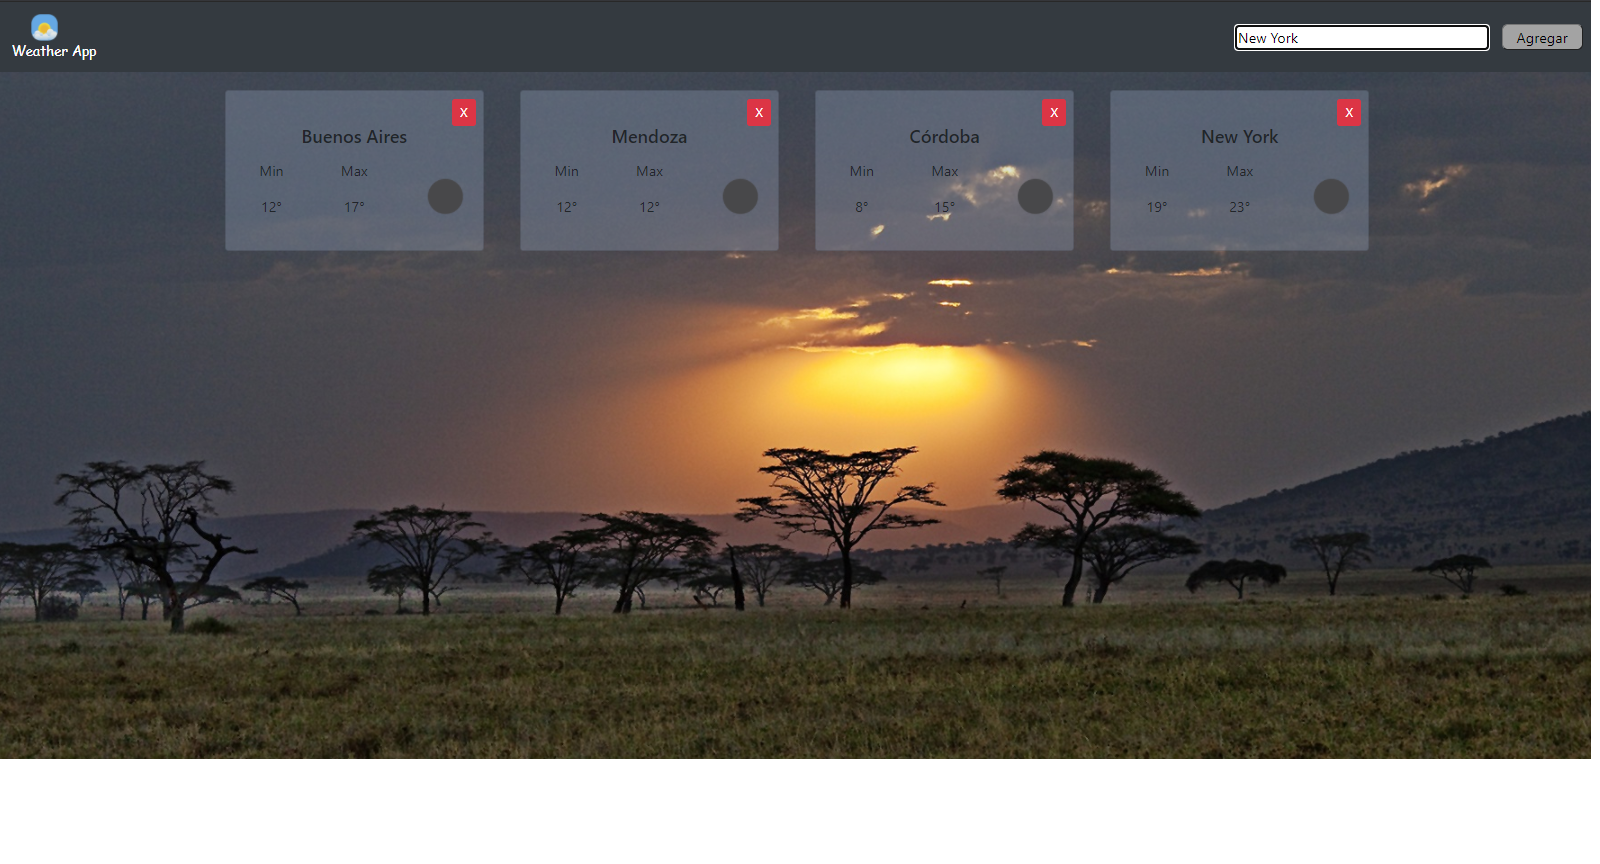 Weather App
New York
Agregar
X
Buenos Aires
Min Max
12° 17°
X
Mendoza
Min Max
12° 12°
X
Córdoba
Min Max
8° 15°
X
New York
Min Max
19° 23°